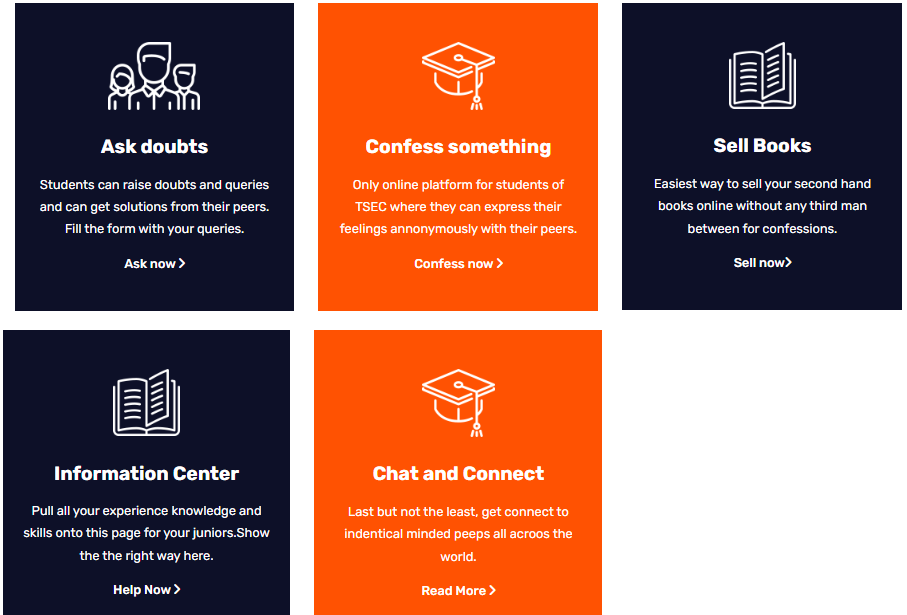 Ask doubts
Students can raise doubts and queries
and can get solutions from their peers.
Fill the form with your queries.
Ask now
Confess something
Only online platform for students of
TSEC where they can express their
feelings annonymously with their peers.
Confess now
Sell Books
Easiest way to sell your second hand
books online without any third man
between for confessions.
Sell now
Information Center
Pull all your experience knowledge and
skills onto this page for your juniors.Show
the the right way here.
Help Now
Chat and Connect
Last but not the least, get connect to
indentical minded peeps all acroos the
world.
Read More